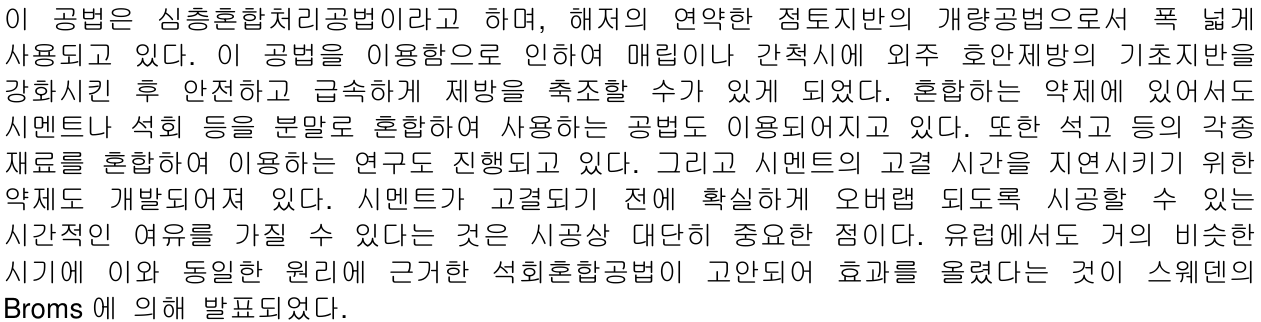 이 공법은 심층혼합처리공법이라고 하며, 해저의 연약한 점토지반의 개량공법으로서 폭 넓게
사용되고 있다. 이 공법을 이용함으로 인하여 매립이나 간척시에 외주 호안제방의 기초지반을
강화시킨 후 안전하고 급속하게 제방을 축조할 수가 있게 되었다. 혼합하는 약제에 있어서도
시멘트나 석회 등을 분말로 혼합하여 사용하는 공법도 이용되어지고 있다. 또한 석고 등의 각종
재료를 혼합하여 이용하는 연구도 진행되고 있다. 그리고 시멘트의 고결 시간을 지연시키기 위한
약제도 개발되어져 있다. 시멘트가 고결되기 전에 확실하게 오버랩 되도록 시공할 수 있는
시간적인 여유를 가질 수 있다는 것은 시공상 대단히 중요한 점이다. 유럽에서도 거의 비슷한
시기에 이와 동일한 원리에 근거한 석회혼합공법이 고안되어 효과를 올렸다는 것이 스웨덴의
Broms 에 의해 발표되었다.